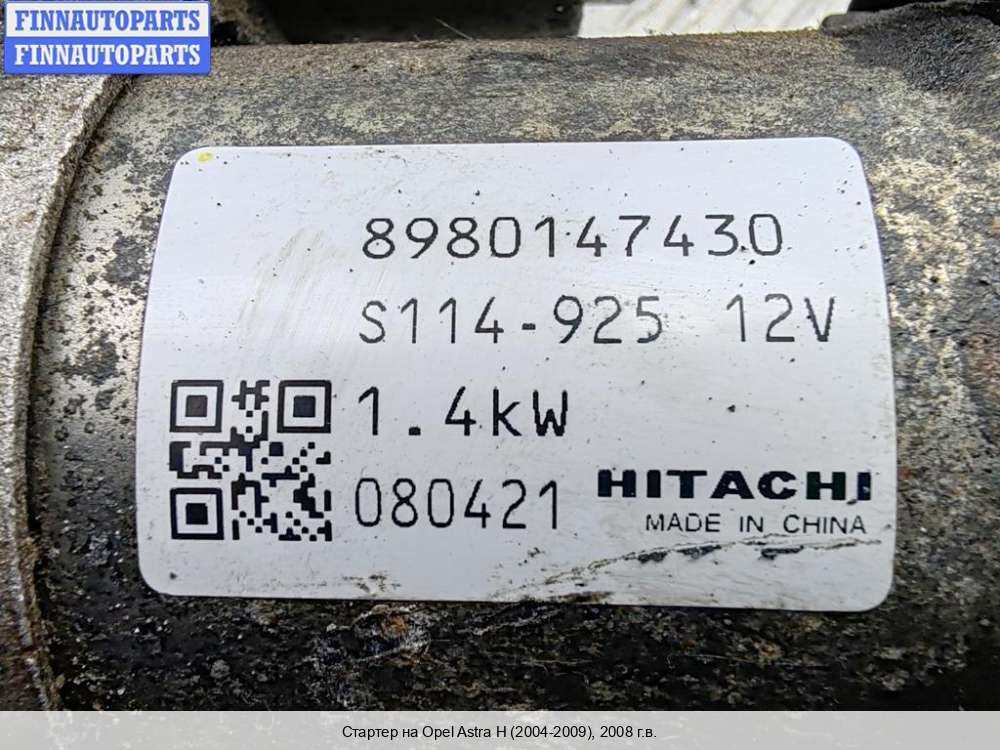 FINNAUTOPARTS
FINNAUTOPARTS
8980147430
S114-925 12V
1.4kW
080421 HITACHI
MADE IN CHINA
Стартер на Opel Astra H (2004-2009), 2008 г.в.